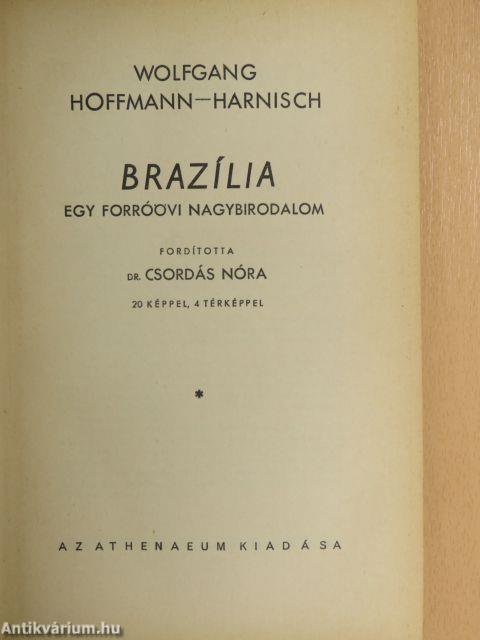 WOLFGANG
HOFFMANN—HARNISCH
BRAZÍLIA
EGY FORRÓÖVI NAGYBIRODALOM
FORDÍTOTTA
DR. CSORDÁS NÓRA
20 KÉPPEL, 4 TÉRKÉPPEL
*
AZ ATHENAEUM KIADÁSA
Antikvárium.hu